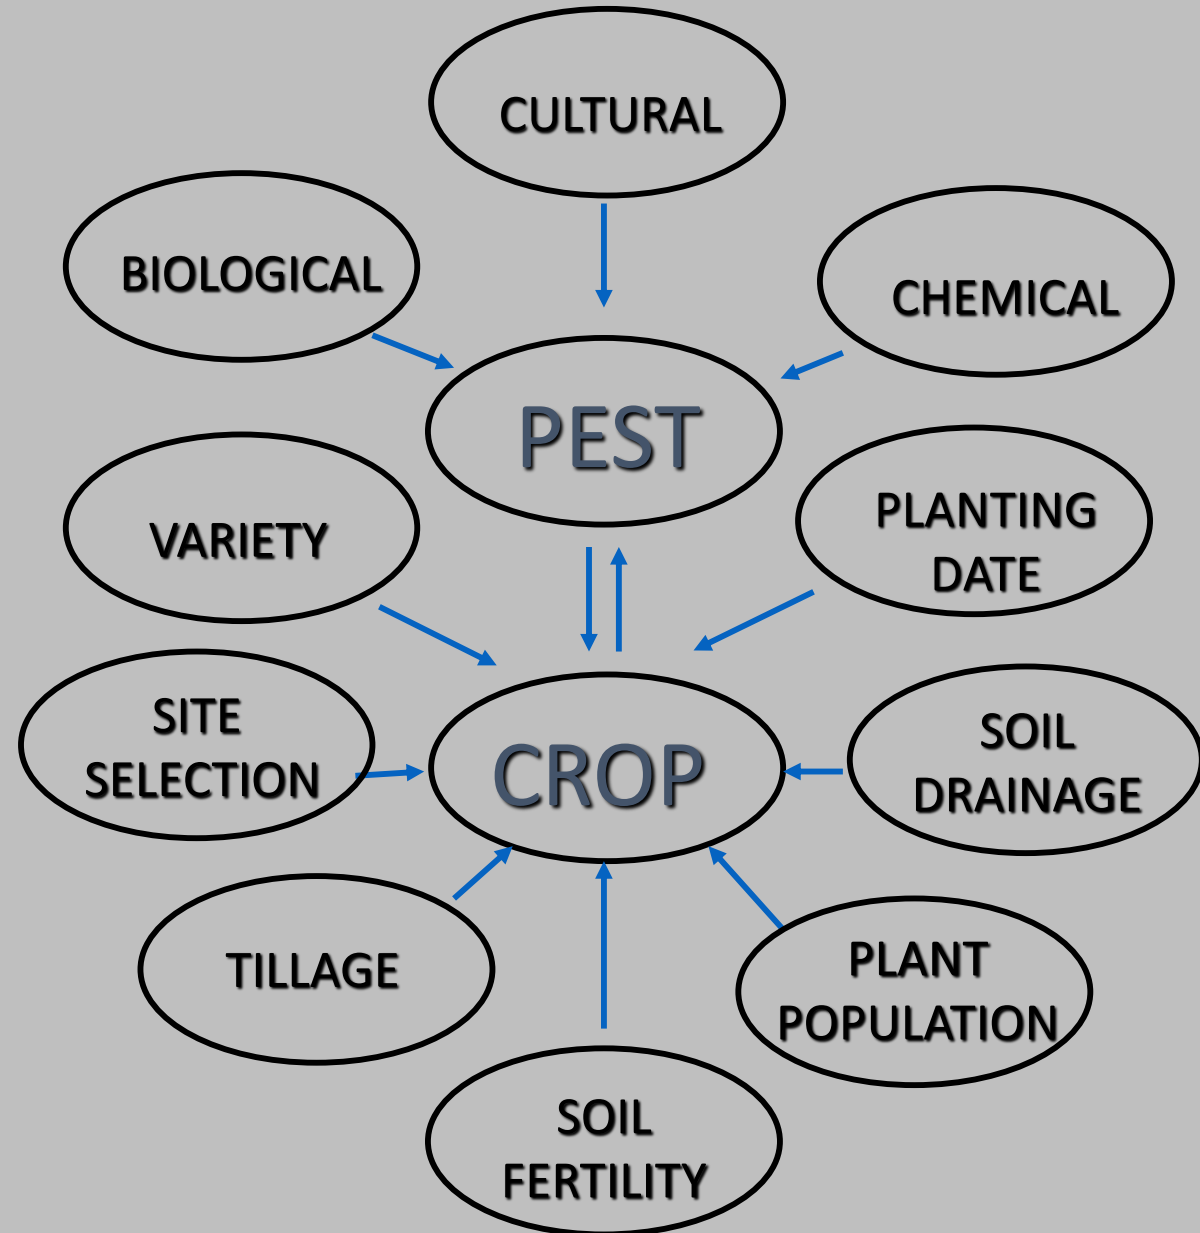 CULTURAL
BIOLOGICAL
CHEMICAL
PEST
VARIETY
PLANTING
DATE
SITE
SELECTION
CROP
SOIL
DRAINAGE
TILLAGE
PLANT
POPULATION
SOIL
FERTILITY